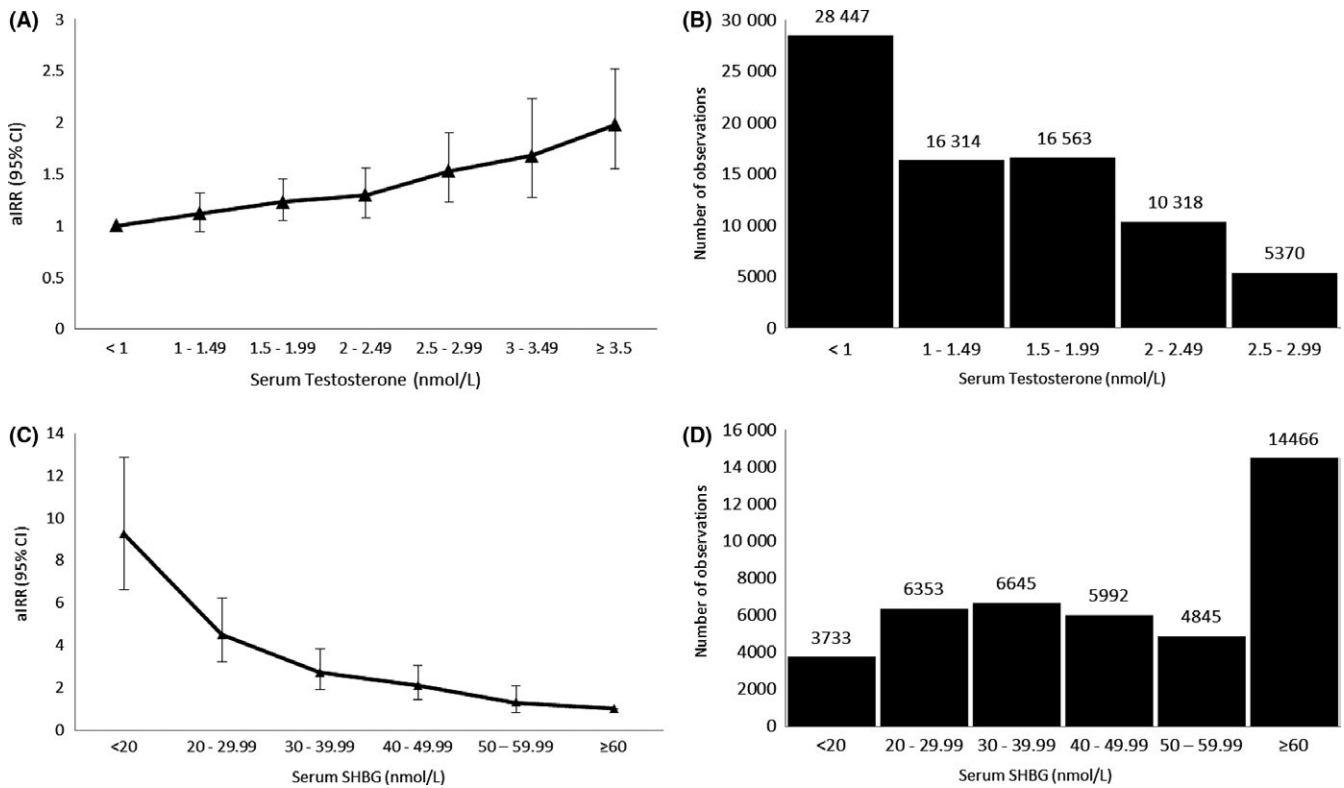 (A)
aIRR (95% CI)
3
2.5
2
1.5
1
0.5
0
< 1
1 - 1.49
1.5 - 1.99
2 - 2.49
2.5 - 2.99
3 - 3.49
≥ 3.5
Serum Testosterone (nmol/L)
(B)
Number of observations
30 000
25 000
20 000
15 000
10 000
5000
0
28 447
16 314
16 563
10 318
5370
< 1
1 - 1.49
1.5 - 1.99
2 - 2.49
2.5 - 2.99
Serum Testosterone (nmol/L)
(C)
aIRR (95% CI)
14
12
10
8
6
4
2
0
<20
20 - 29.99
30 - 39.99
40 - 49.99
50 – 59.99
≥60
Serum SHBG (nmol/L)
(D)
Number of observations
16 000
14 000
12 000
10 000
8000
6000
4000
2000
0
3733
6353
6645
5992
4845
14466
<20
20 - 29.99
30 - 39.99
40 - 49.99
50 – 59.99
≥60
Serum SHBG (nmol/L)